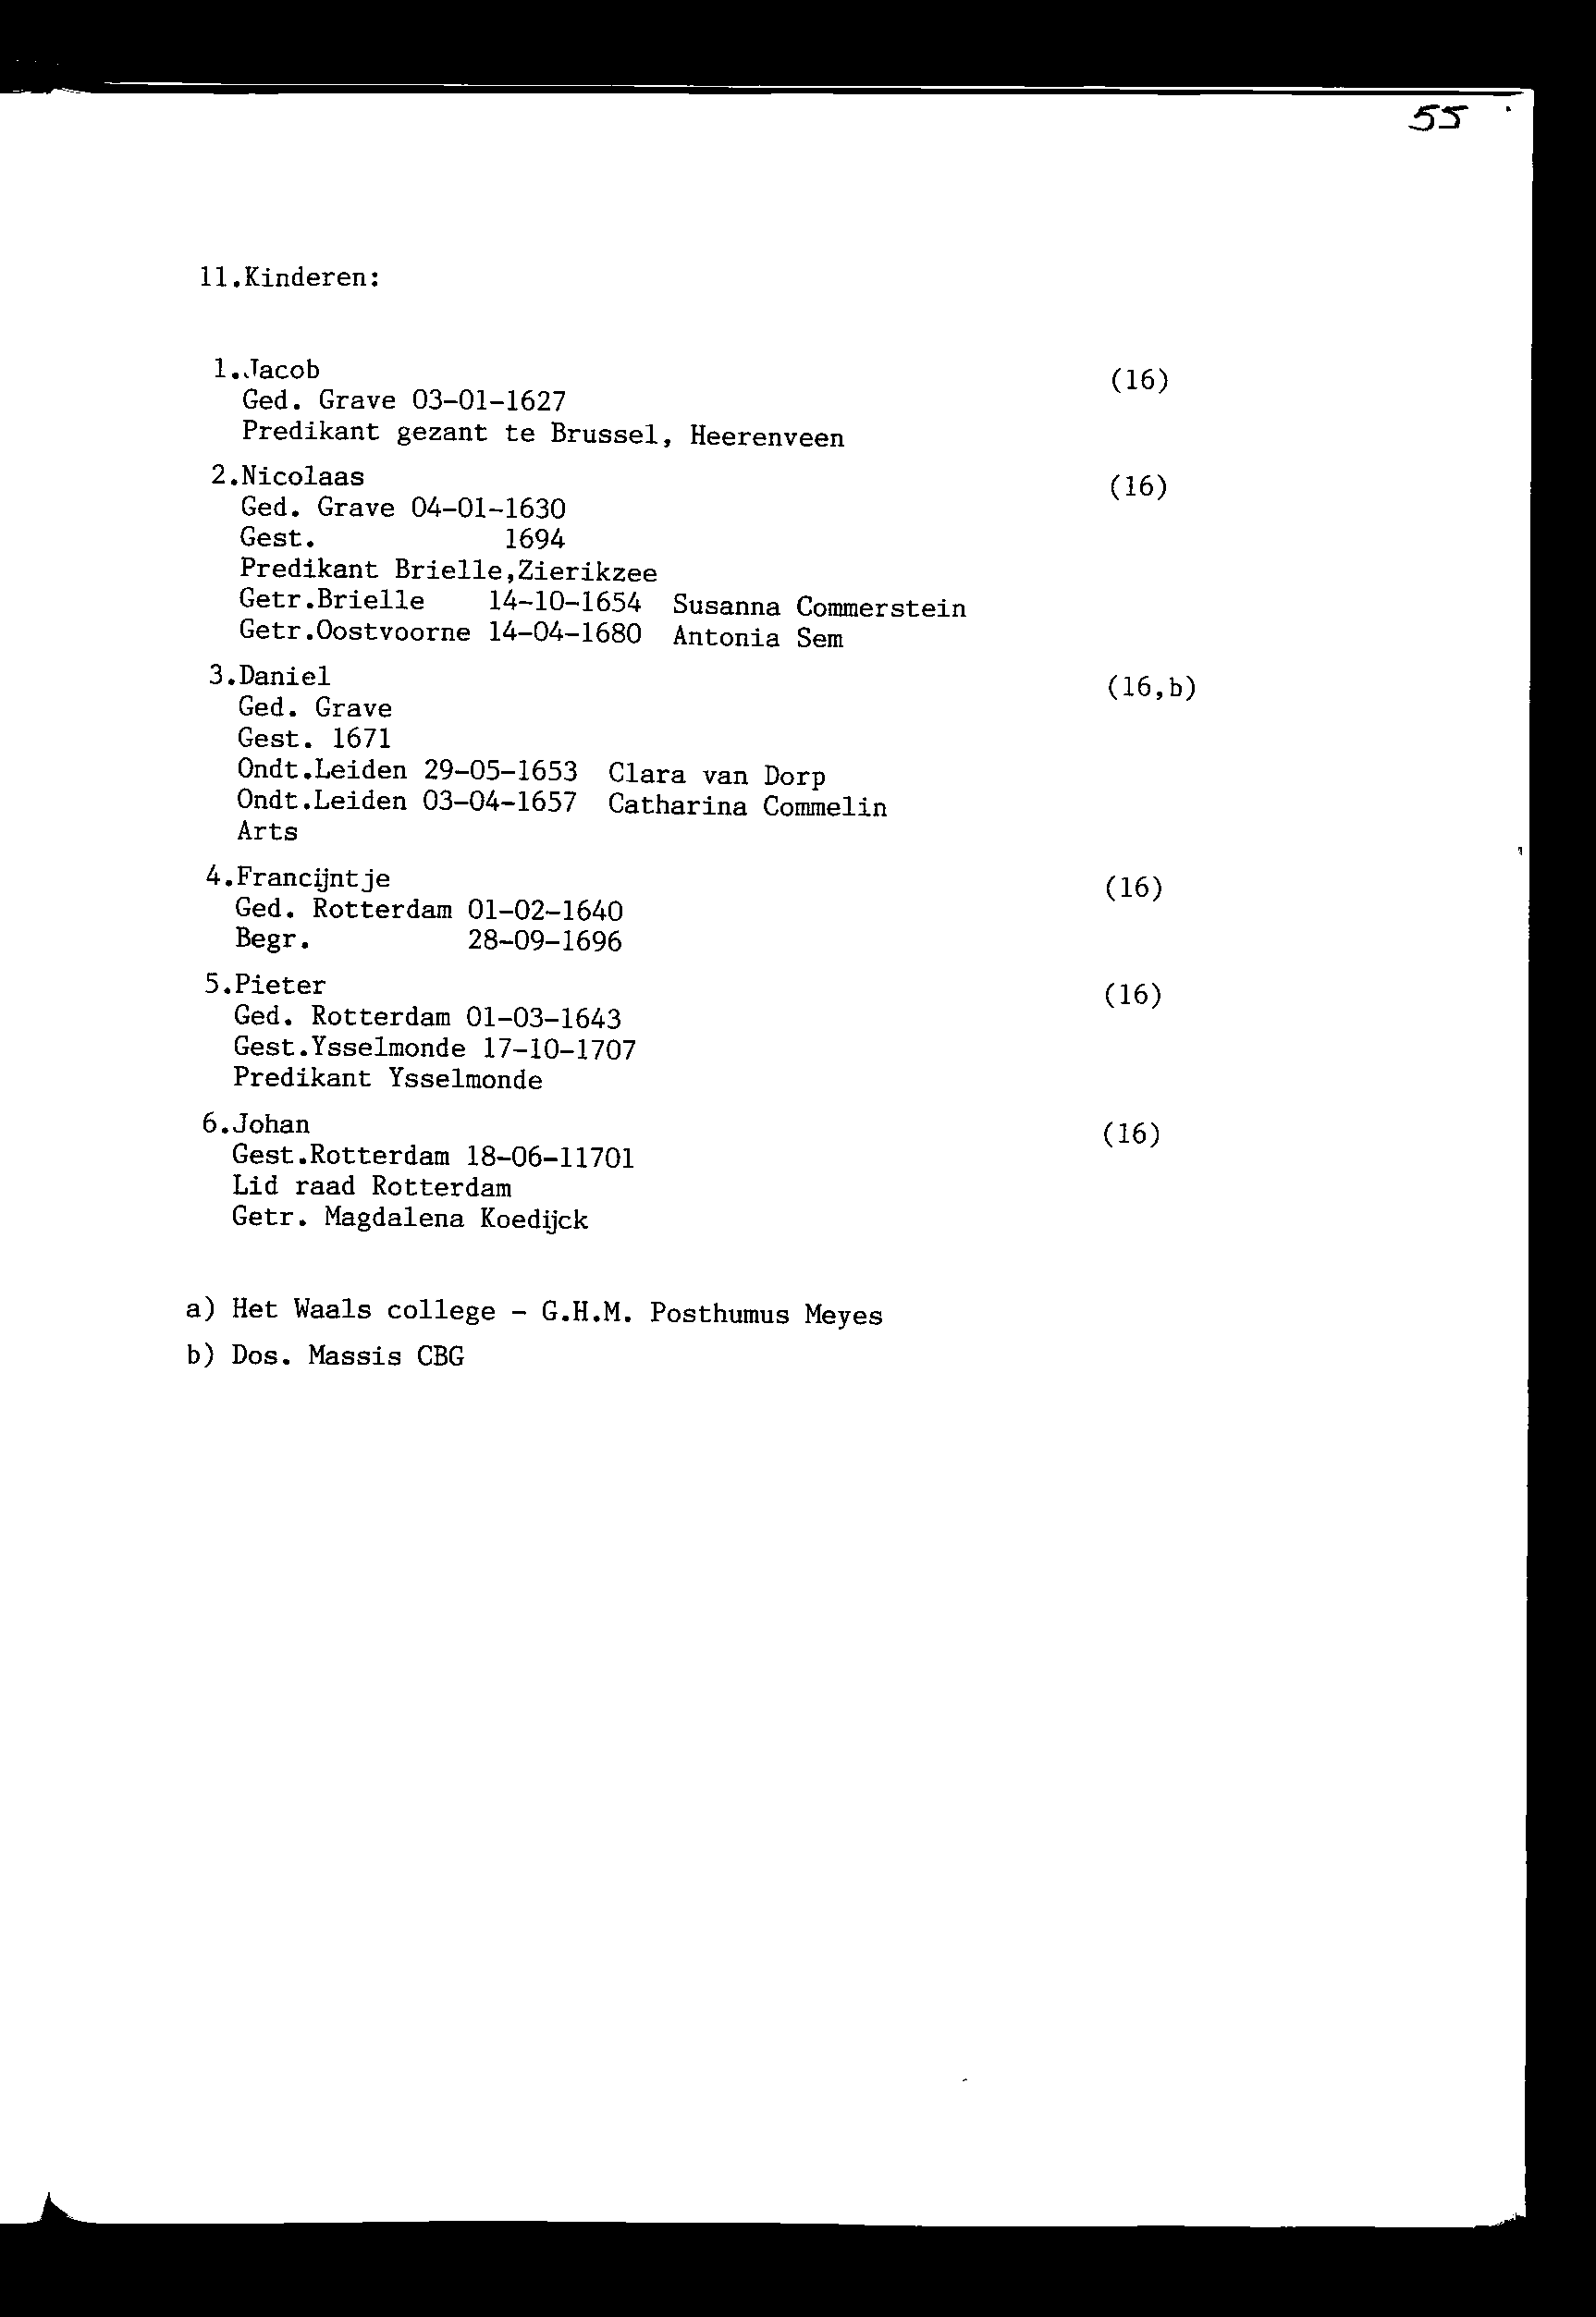 55
11.Kinderen:
1.Jacob (16)
Ged. Grave 03-01-1627
Predikant gezant te Brussel, Heerenveen
2.Nicolaas (16)
Ged. Grave 04-01-1630
Gest. 1694
Predikant Brielle,Zierikzee
Getr.Brielle 14-10-1654 Susanna Commerstein
Getr.Oostvoorne 14-04-1680 Antonia Sem
3.Daniel (16,b)
Ged. Grave
Gest. 1671
Ondt.Leiden 29-05-1653 Clara van Dorp
Ondt.Leiden 03-04-1657 Catharina Commelin
Arts
4.Francijntje (16)
Ged. Rotterdam 01-02-1640
Begr. 28-09-1696
5.Pieter (16)
Ged. Rotterdam 01-03-1643
Gest.Ysselmonde 17-10-1707
Predikant Ysselmonde
6.Johan (16)
Gest.Rotterdam 18-06-11701
Lid raad Rotterdam
Getr. Magdalena Koedijck
a) Het Waals college - G.H.M. Posthumus Meyes
b) Dos. Massis CBG